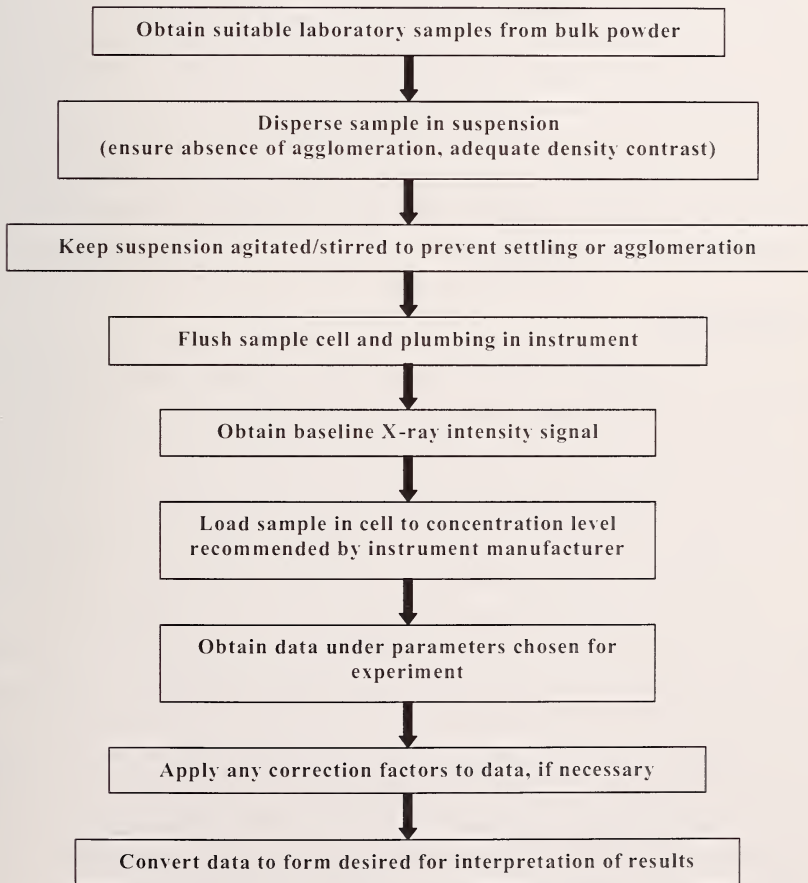 Obtain suitable laboratory samples from bulk powder
Disperse sample in suspension
(ensure absence of agglomeration, adequate density contrast)
Keep suspension agitated/stirred to prevent settling or agglomeration
Flush sample cell and plumbing in instrument
Obtain baseline X-ray intensity signal
Load sample in cell to concentration level
recommended by instrument manufacturer
Obtain data under parameters chosen for
experiment
Apply any correction factors to data, if necessary
Convert data to form desired for interpretation of results